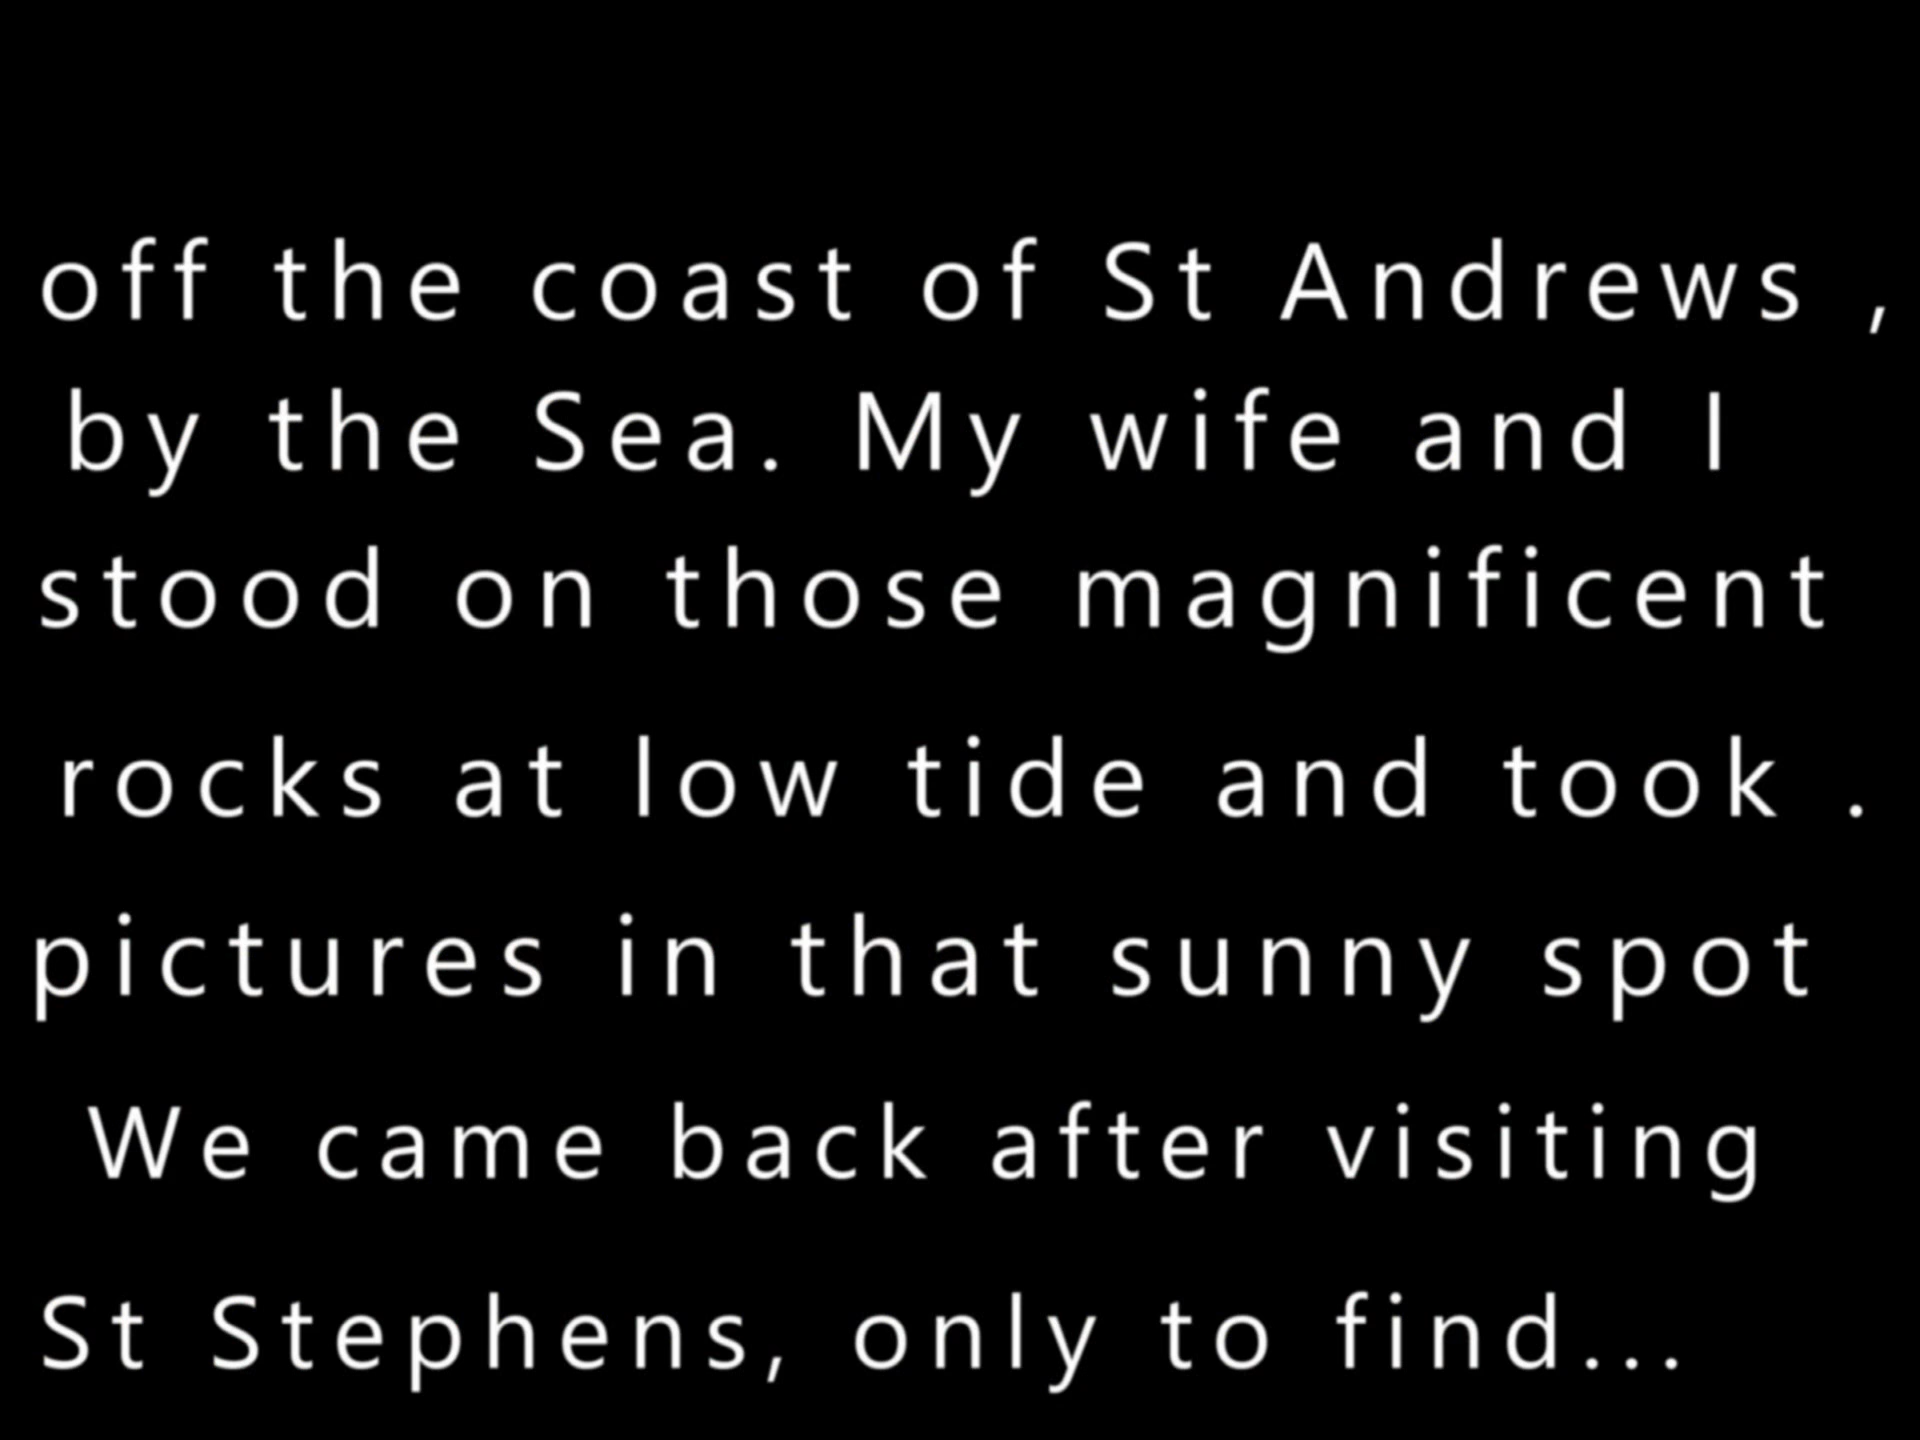 off the coast of St Andrews ,
by the Sea. My wife and I
stood on those magnificent
rocks at low tide and took .
pictures in that sunny spot
We came back after visiting
St Stephens, only to find...